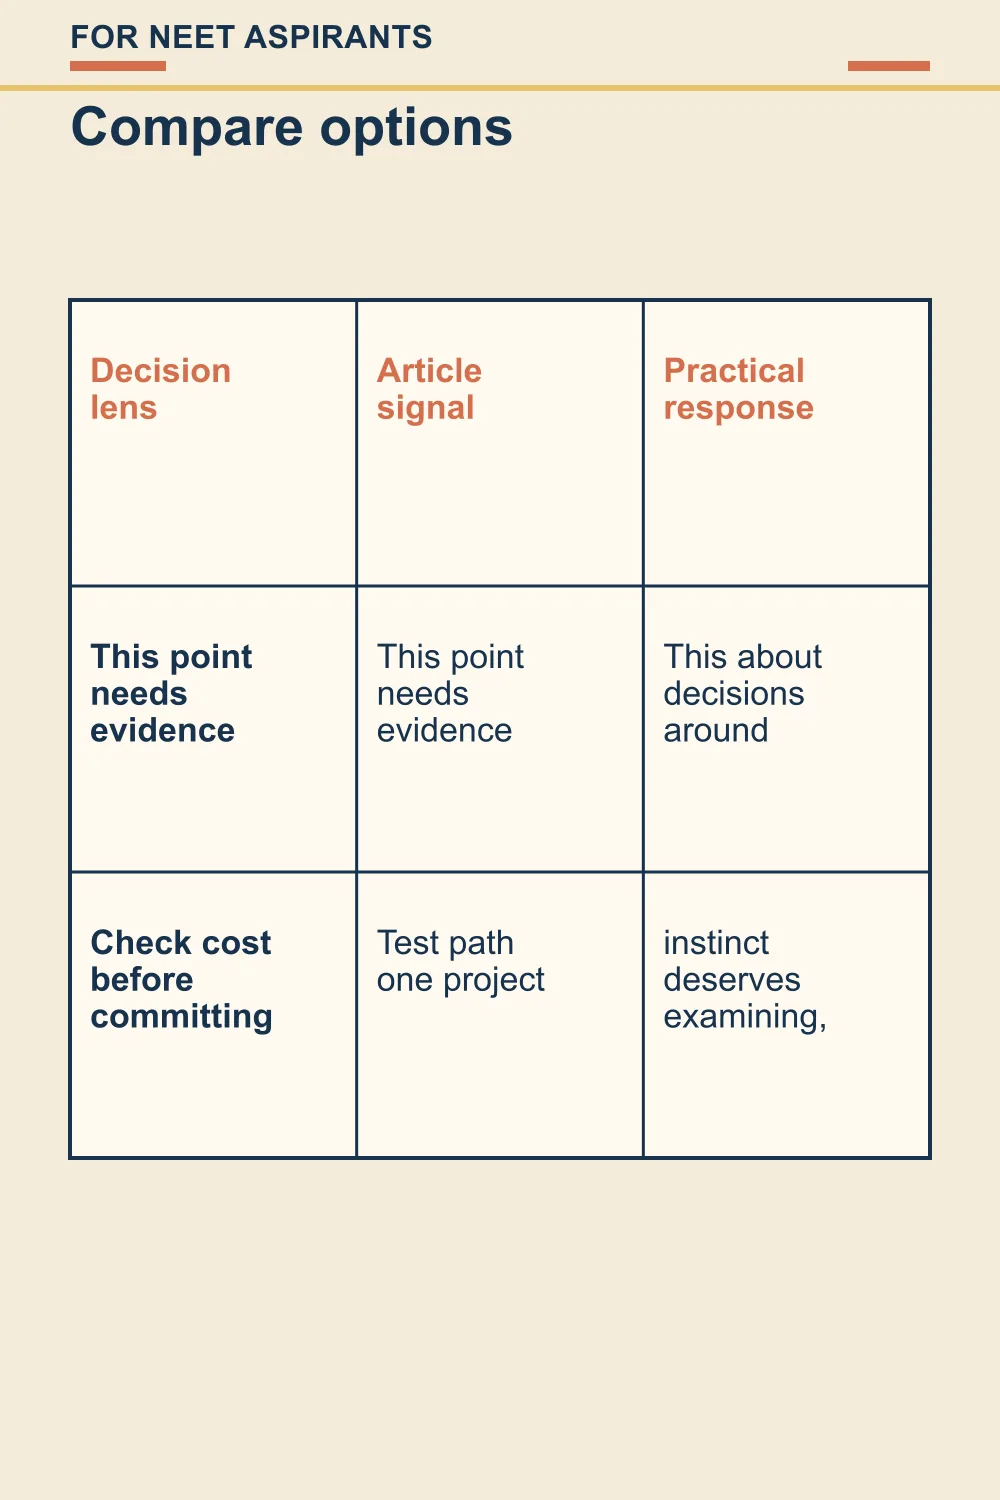 FOR NEET ASPIRANTS
Compare options
Decision
lens
Article
signal
Practical
response
This point
needs
evidence
This point
needs
evidence
This about
decisions
around
Check cost
before
committing
Test path
one project
instinct
deserves
examining,